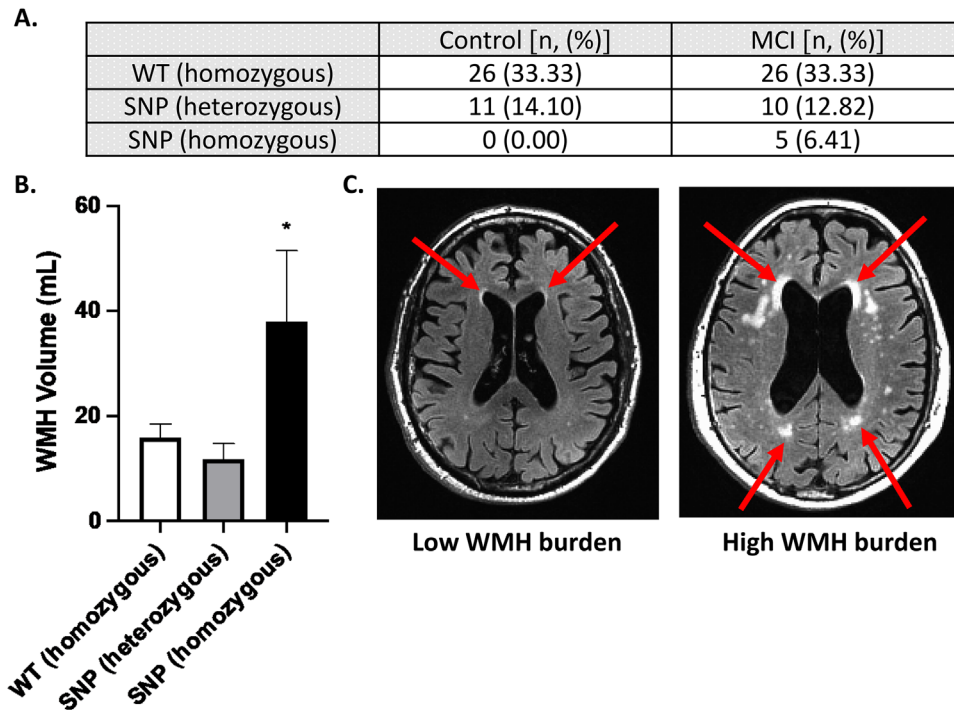 A.
Control [n, (%)] MCI [n, (%)]
WT (homozygous) 26 (33.33) 26 (33.33)
SNP (heterozygous) 11 (14.10) 10 (12.82)
SNP (homozygous) 0 (0.00) 5 (6.41)
B.
60
40
20
0
WMH Volume (mL)
*
WT (homozygous)
SNP (heterozygous)
SNP (homozygous)
C.
Low WMH burden
High WMH burden